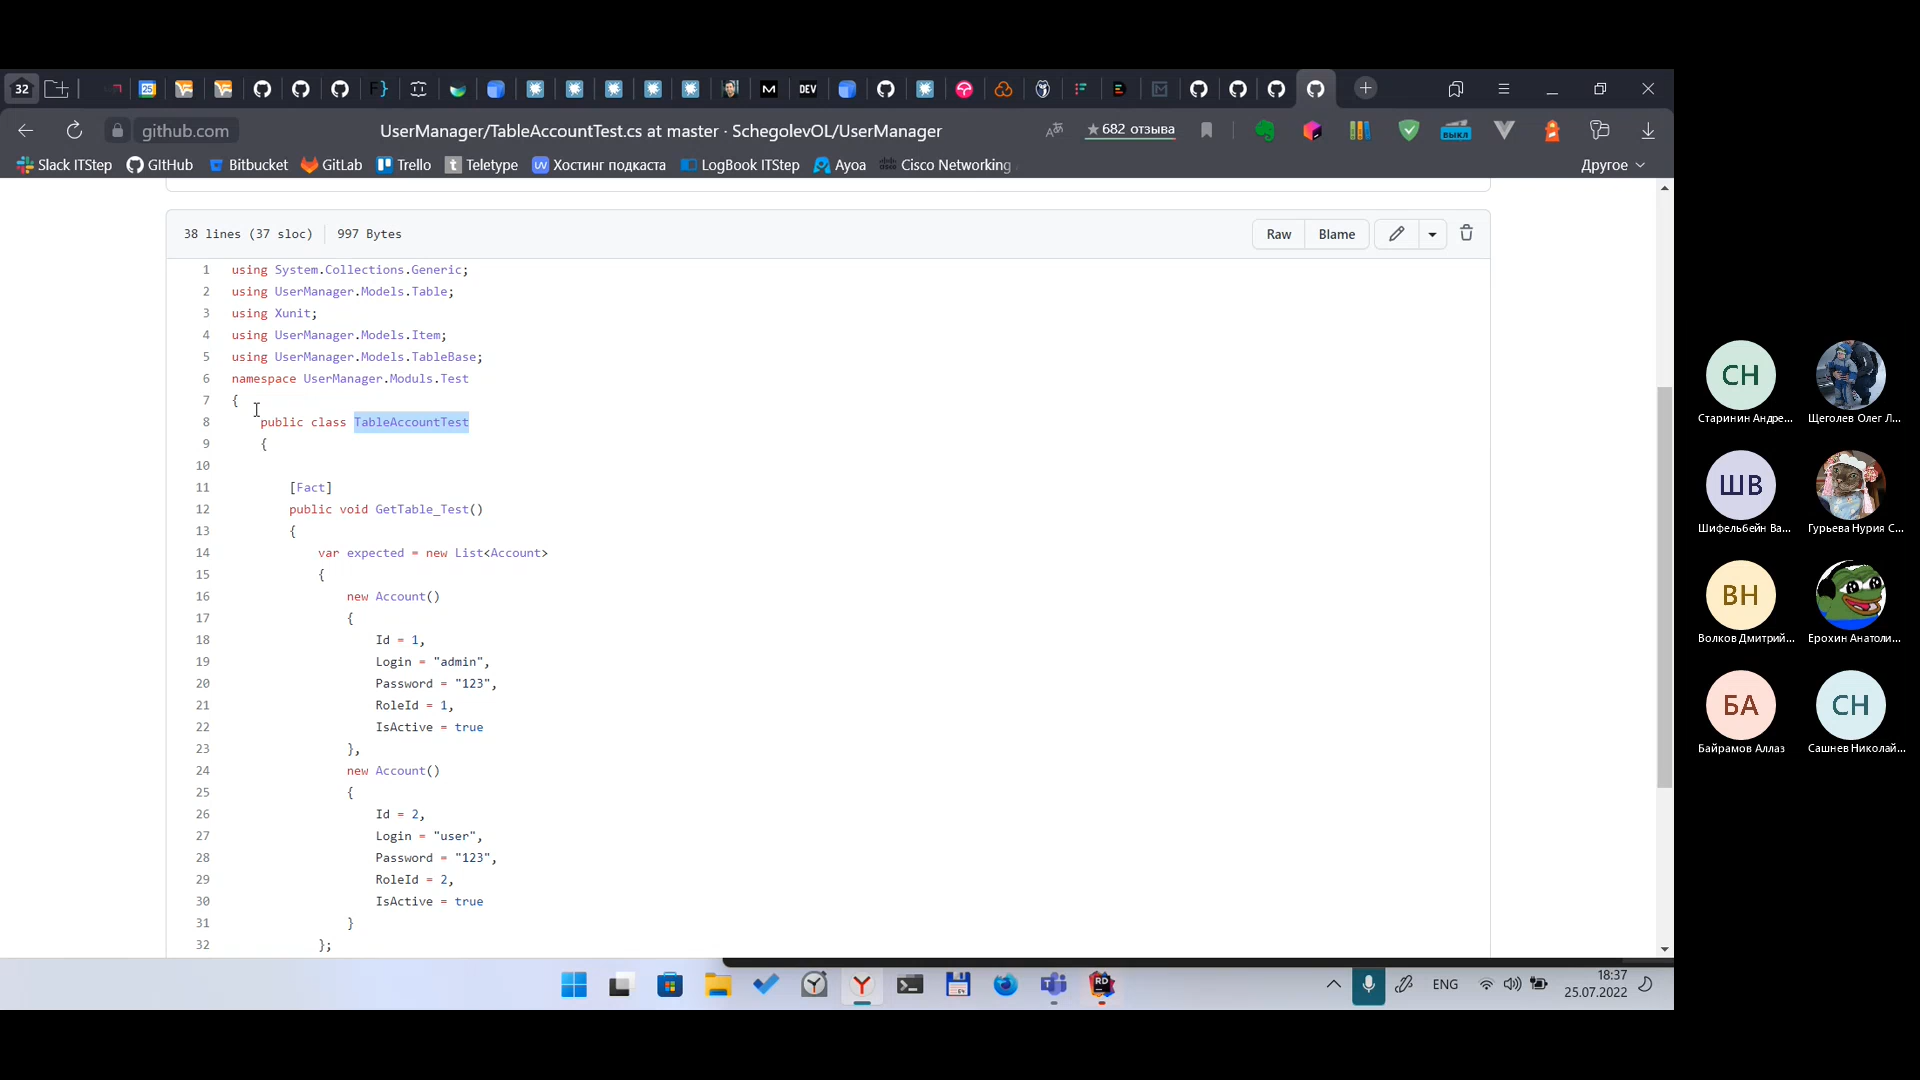 32
25
DEV
github.com
UserManager/TableAccountTest.cs at master · SchegolevOL/UserManager
★682 отзыва
ВЫКЛ
Slack ITStep
GItHub
Bitbucket
GitLab
Trello
Teletype
Хостинг подкаста
LogBook ITStep
Ayoa
Cisco Networking
Другое
38 lines (37 sloc)
997 Bytes
Raw
Blame
1 using System.Collections.Generic;
2 using UserManager.Models.Table;
3 using Xunit;
4 using UserManager.Models.Item;
5 using UserManager.Models.TableBase;
6 namespace UserManager.Moduls.Test
7 {
8 public class TableAccountTest
9 {
10
11 [Fact]
12 public void GetTable_Test()
13 {
14 var expected = new List<Account>
15 {
16 new Account()
17 {
18 Id = 1,
19 Login = "admin",
20 Password = "123",
21 RoleId = 1,
22 IsActive = true
23 },
24 new Account()
25 {
26 Id = 2,
27 Login = "user",
28 Password = "123",
29 RoleId = 2,
30 IsActive = true
31 }
32 };
СН
Старинин Андре...
Щеголев Олег Л...
ШВ
Шифельбейн Ва...
Гурьева Нурия С...
ВН
Волков Дмитрий...
Ерохин Анатоли...
БА
Байрамов Аллаз
СН
Сашнев Николай...
RD
ENG
18:37
25.07.2022